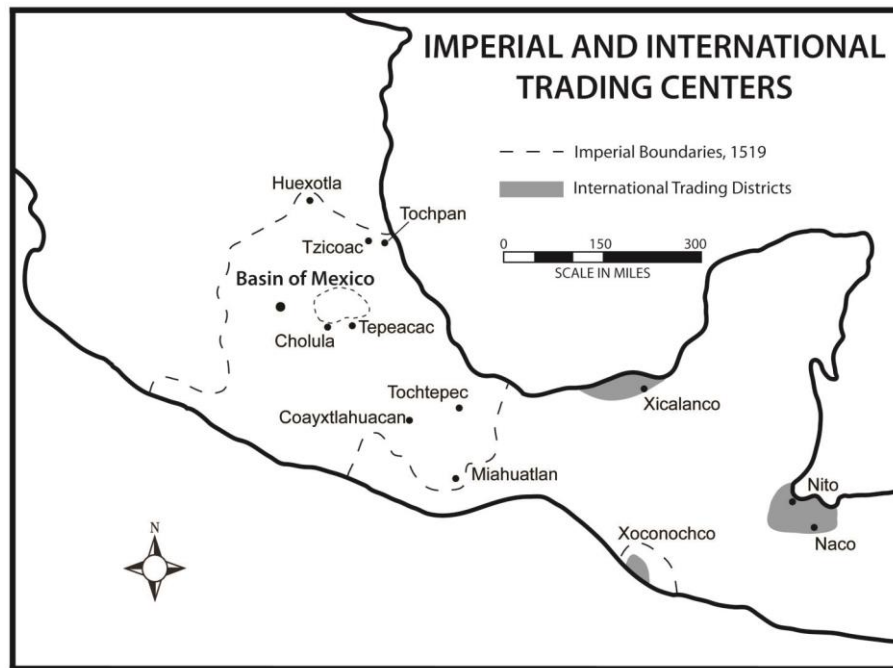 IMPERIAL AND INTERNATIONAL
TRADING CENTERS
Imperial Boundaries, 1519
International Trading Districts
0 150 300
SCALE IN MILES
Huexotla
Tochpan
Tzicoac
Basin of Mexico
Cholula
Tepeacac
Tochtepec
Xicalanco
Coayxtlahuacan
Miahuatlan
Nito
Naco
Xoconochco
N